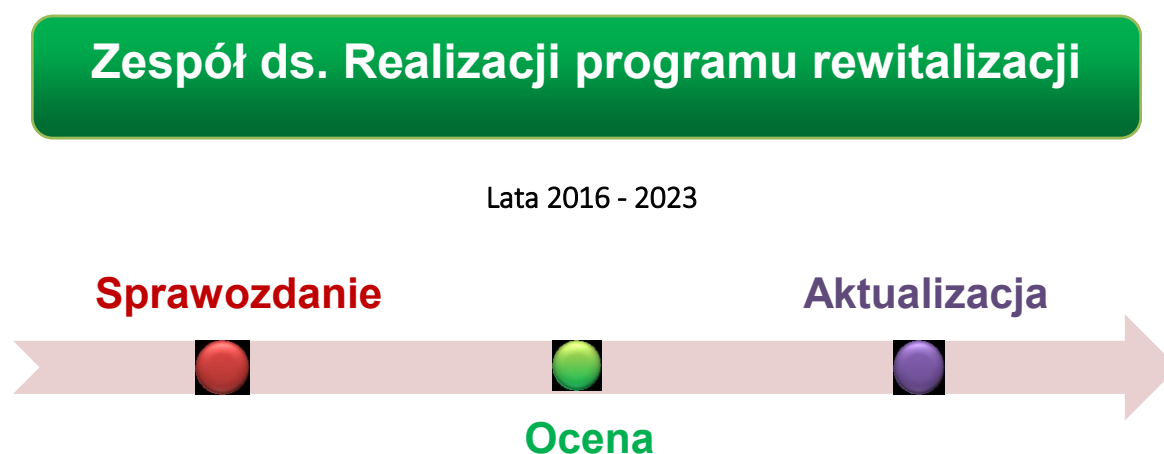 Zespół ds. Realizacji programu rewitalizacji
Lata 2016 - 2023
Sprawozdanie
Aktualizacja
Ocena